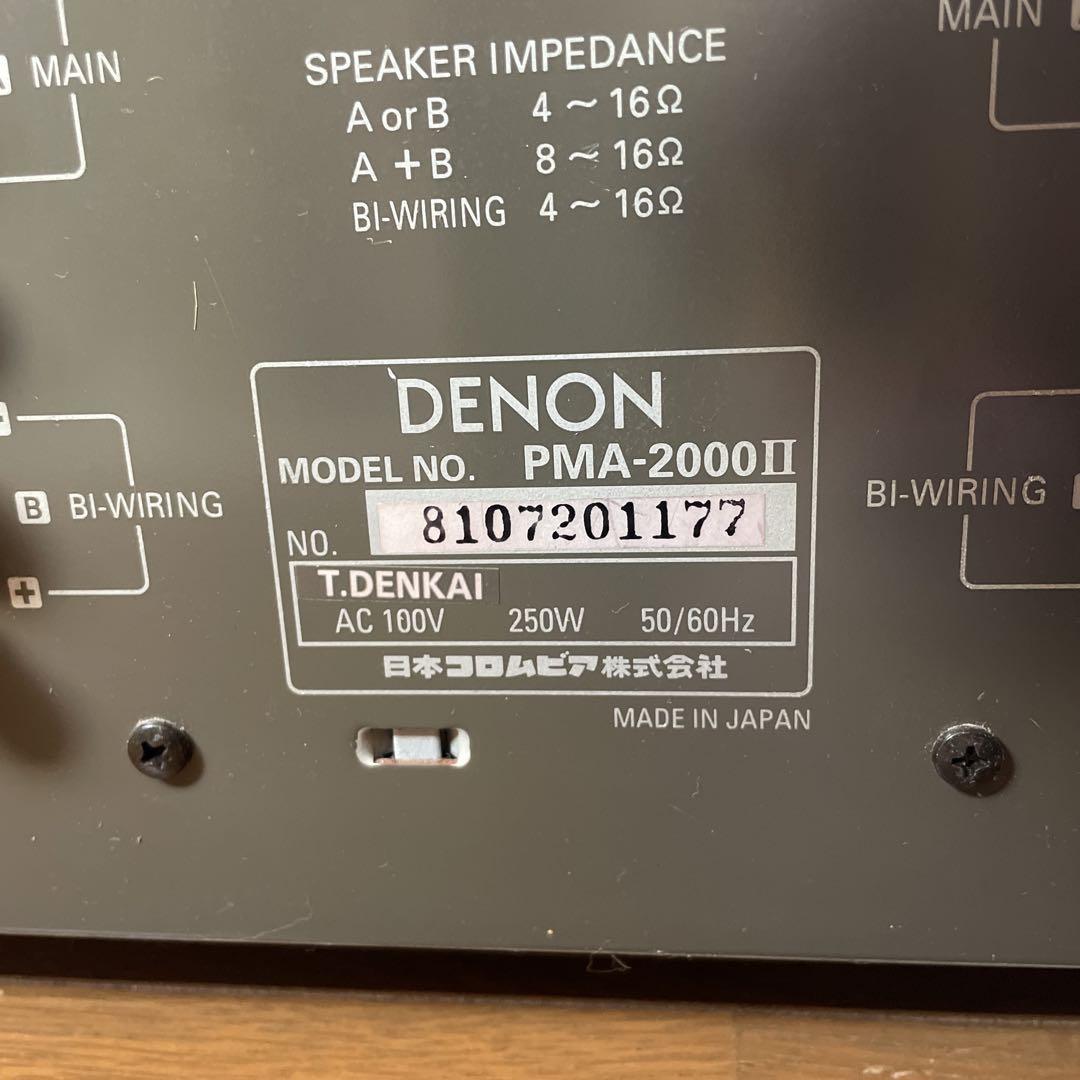 A MAIN
SPEAKER IMPEDANCE
A or B 4 ~ 16Ω
A + B 8 ~ 16Ω
BI-WIRING 4 ~ 16Ω
MAIN
DENON
MODEL NO. PMA-2000II
NO. 8107201177
T.DENKAI
AC 100V 250W 50/60Hz
日本コロムビア株式会社
MADE IN JAPAN
B BI-WIRING
+
BI-WIRING